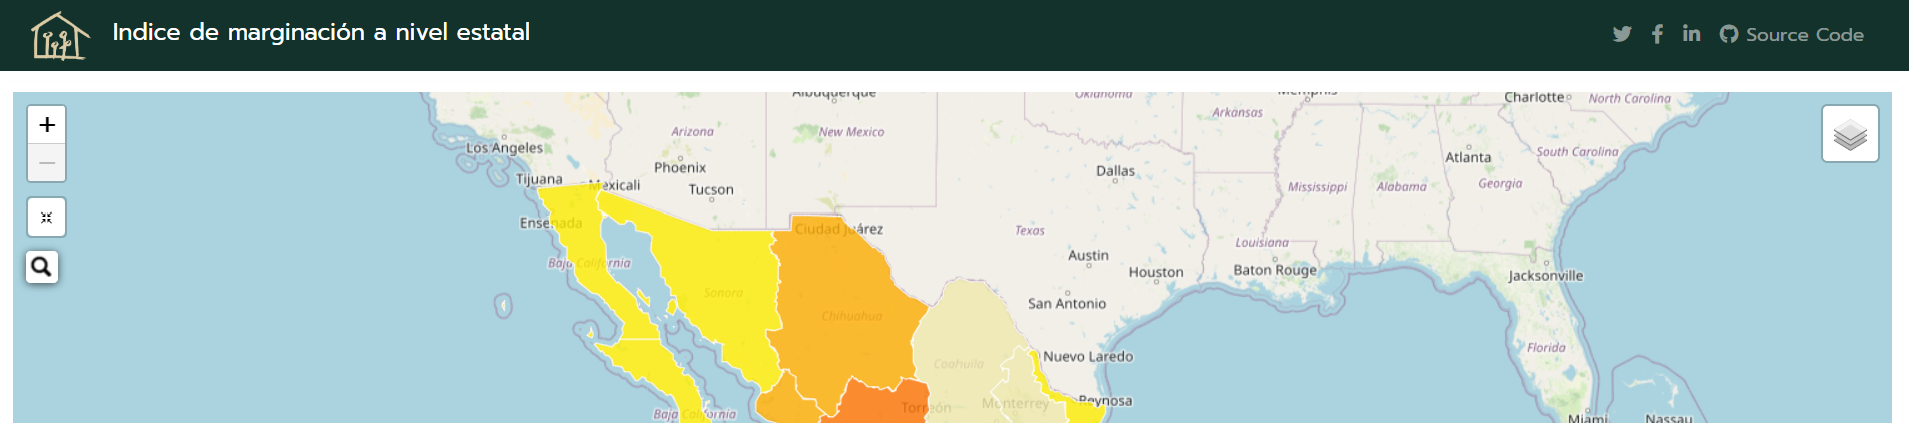 Indice de marginación a nivel estatal
Source Code
+
−
Albuquerque
Oklahoma
Memphis
Charlotte
North Carolina
Arizona
New Mexico
Arkansas
Los Angeles
Phoenix
Dallas
Atlanta
South Carolina
Tijuana
Mexicali
Tucson
Mississippi
Alabama
Georgia
Ensenada
Ciudad Juárez
Texas
Louisiana
Baja California
Austin
Houston
Baton Rouge
Jacksonville
Sonora
San Antonio
Chihuahua
Florida
Coahuila
Nuevo Laredo
Torreón
Monterrey
Reynosa
Baja California
Miami
Nassau